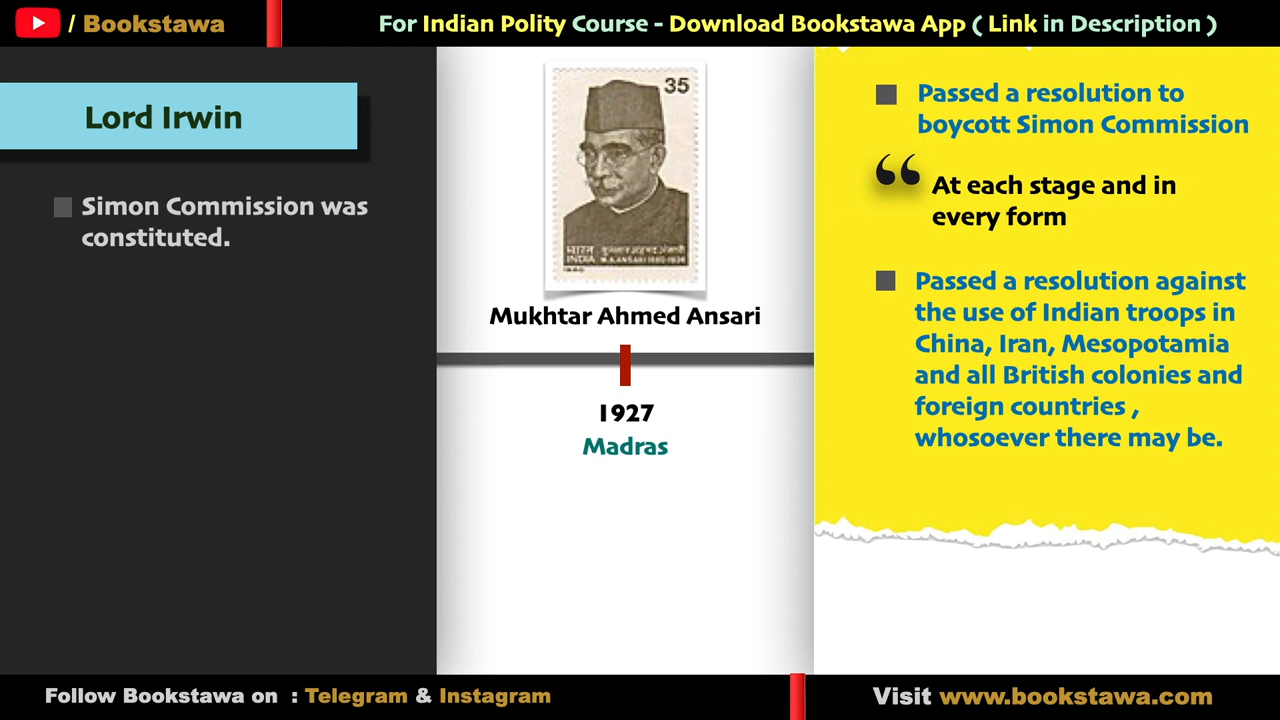 / Bookstawa
For Indian Polity Course - Download Bookstawa App ( Link in Description )
Lord Irwin
Simon Commission was
constituted.
35
भारत
INDIA
Mukhtar Ahmed Ansari
1927
Madras
Passed a resolution to
boycott Simon Commission
“ At each stage and in
every form
Passed a resolution against
the use of Indian troops in
China, Iran, Mesopotamia
and all British colonies and
foreign countries ,
whosoever there may be.
Follow Bookstawa on : Telegram & Instagram
Visit www.bookstawa.com